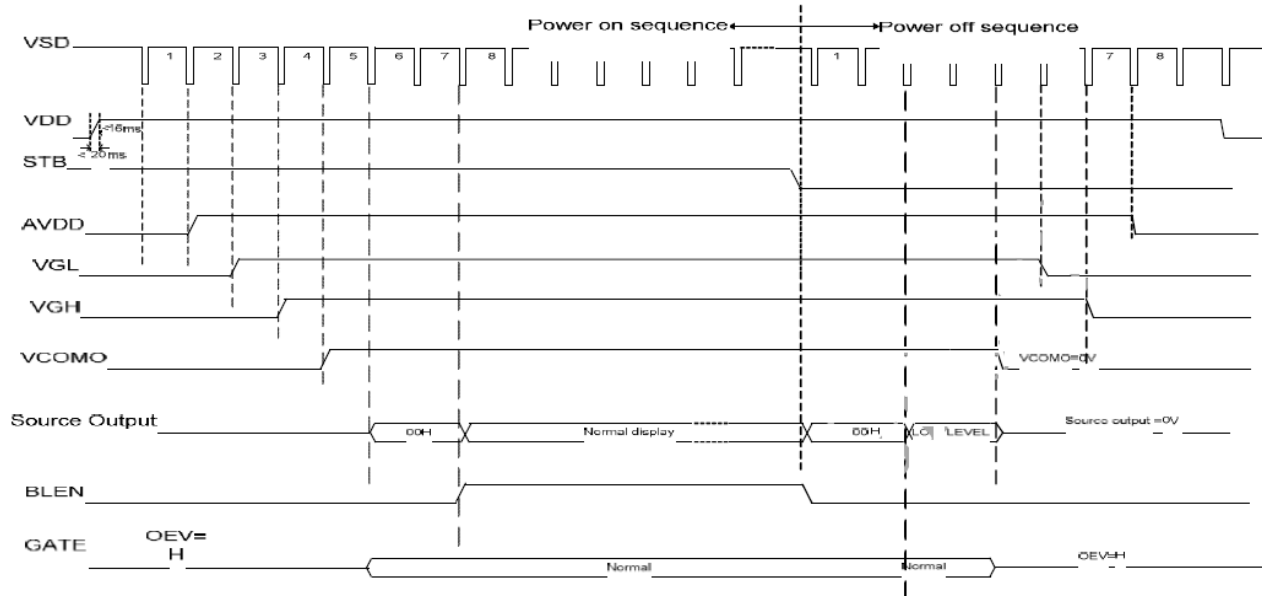 Power on sequence Power off sequence
VSD 1 2 3 4 5 6 7 8 1 7 8
VDD <16ms
< 20ms
STB
AVDD
VGL
VGH
VCOMO VCOMO=0V
Source Output 00H Normal display 00H LEVEL Source output =0V
BLEN
GATE OEV=
H
Normal Normal OEV=H